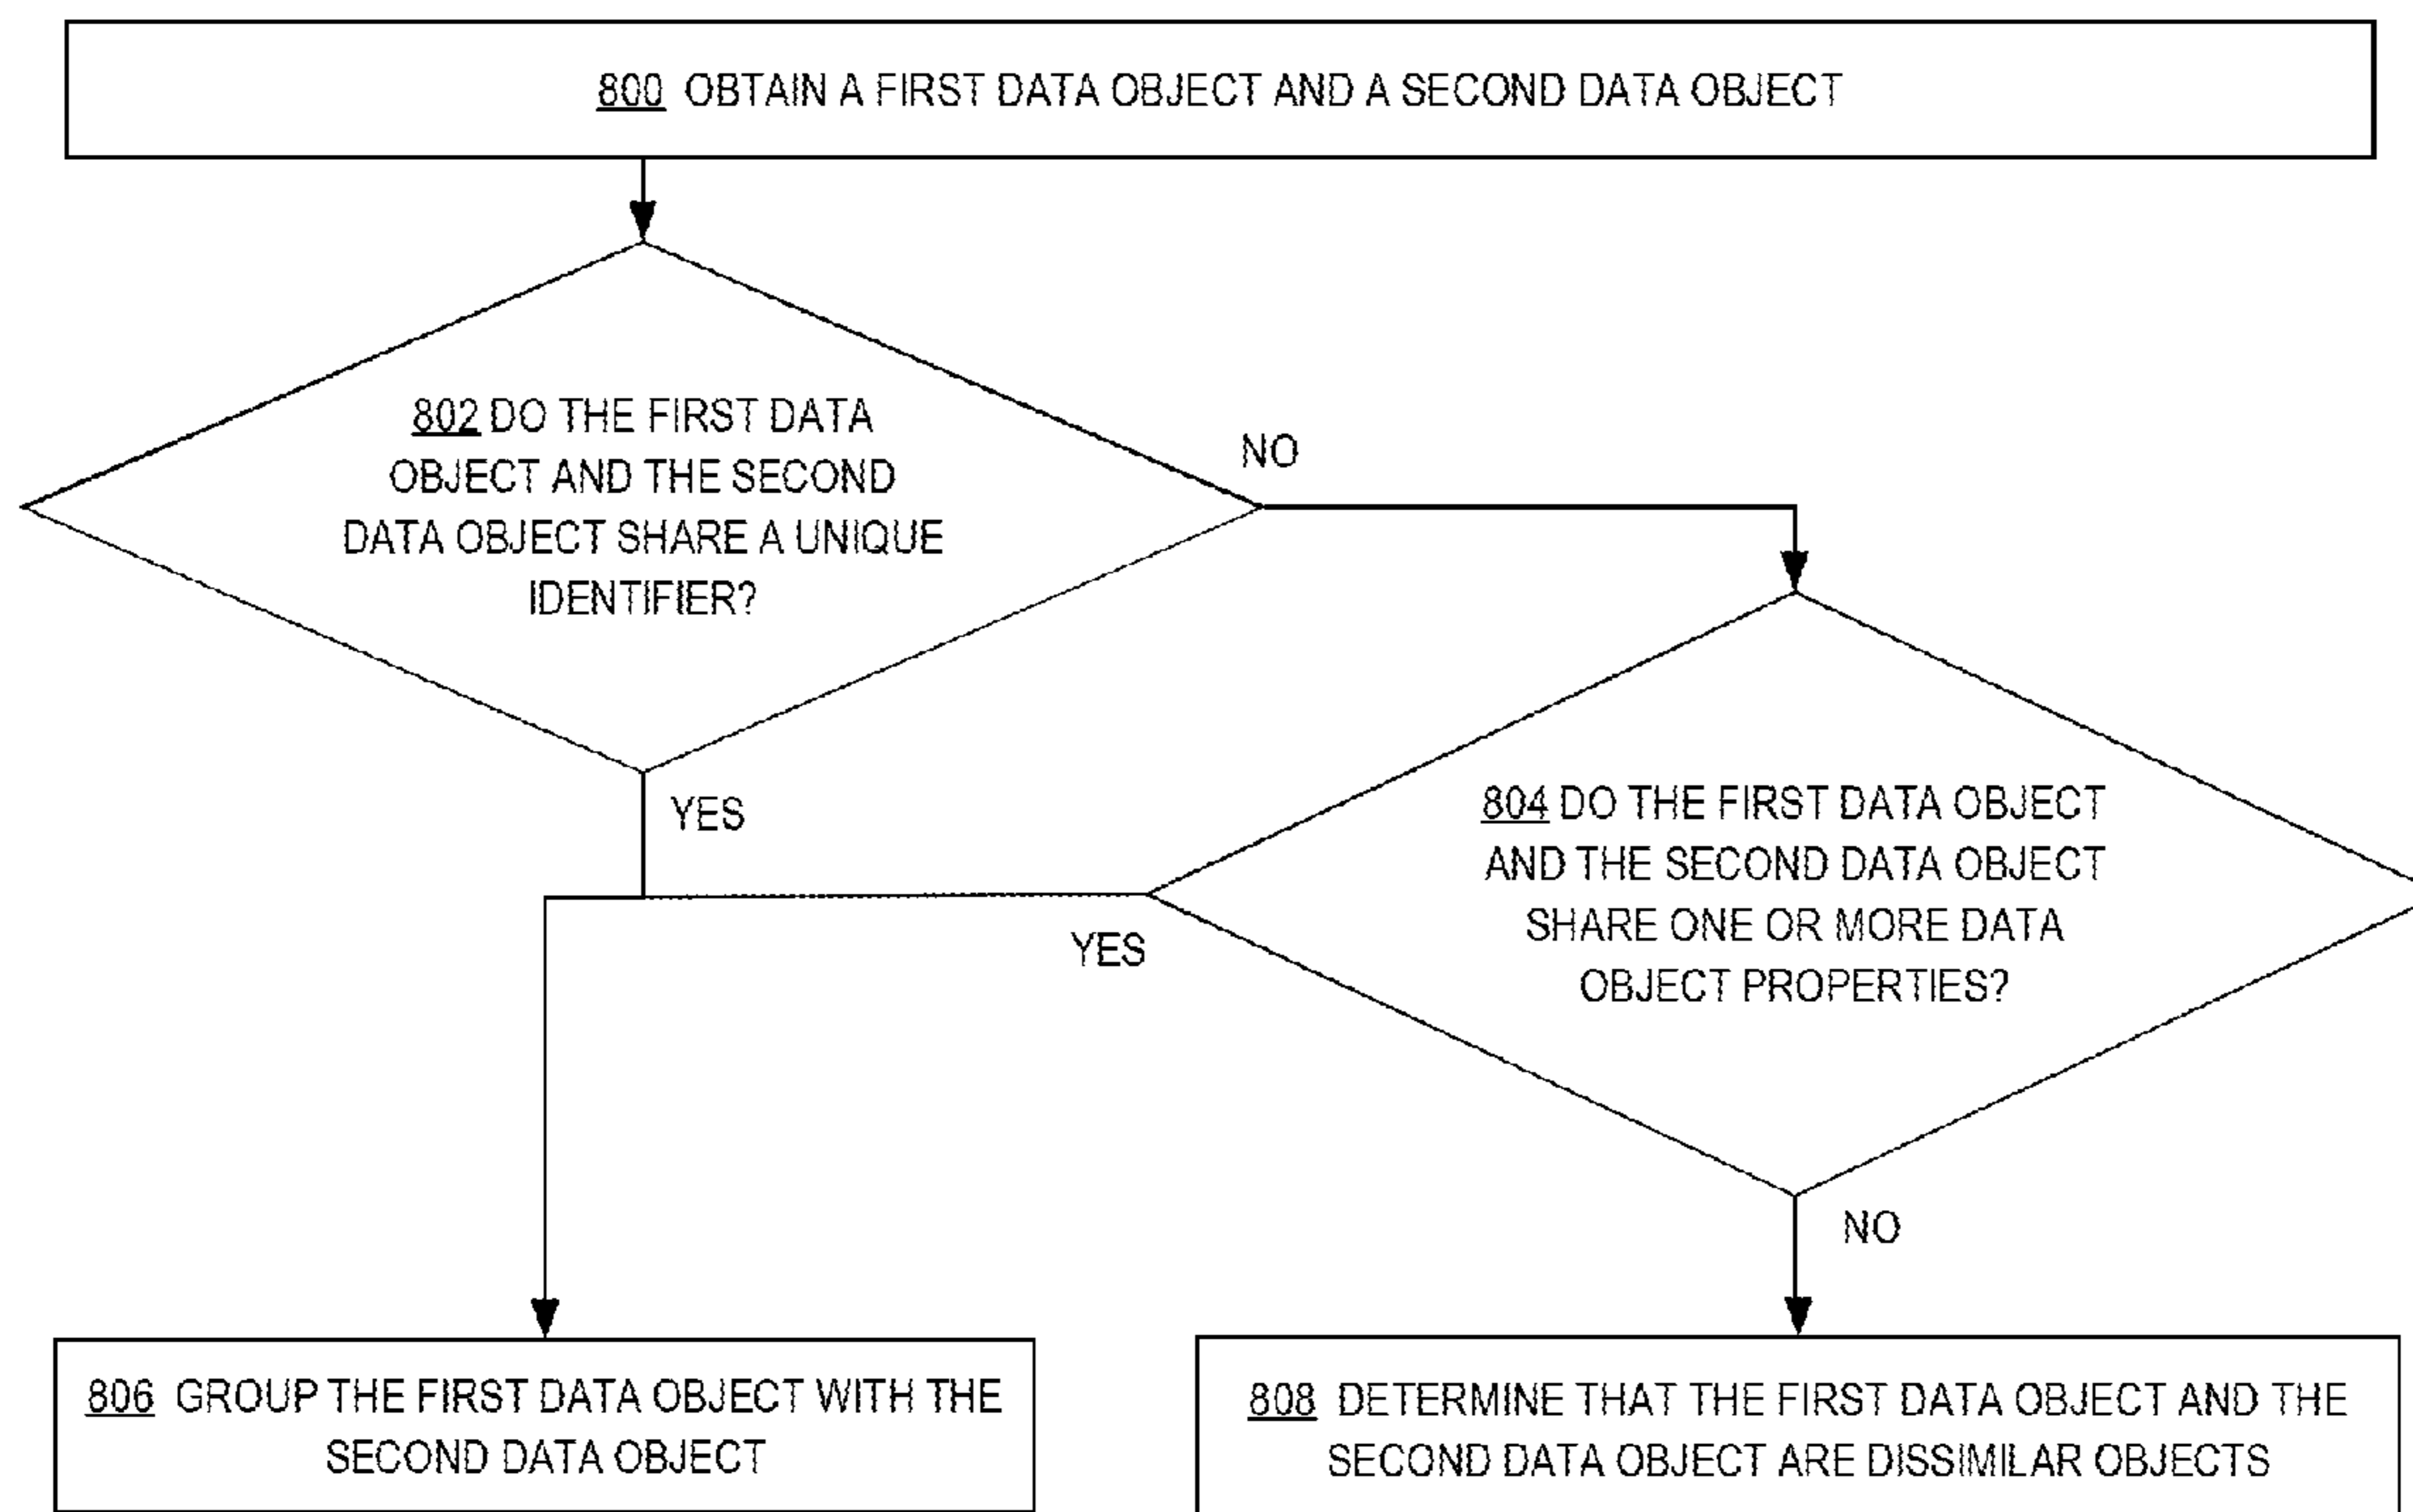 800 OBTAIN A FIRST DATA OBJECT AND A SECOND DATA OBJECT
802 DO THE FIRST DATA
OBJECT AND THE SECOND
DATA OBJECT SHARE A UNIQUE
IDENTIFIER?
NO
YES
804 DO THE FIRST DATA OBJECT
AND THE SECOND DATA OBJECT
SHARE ONE OR MORE DATA
OBJECT PROPERTIES?
YES
NO
806 GROUP THE FIRST DATA OBJECT WITH THE
SECOND DATA OBJECT
808 DETERMINE THAT THE FIRST DATA OBJECT AND THE
SECOND DATA OBJECT ARE DISSIMILAR OBJECTS